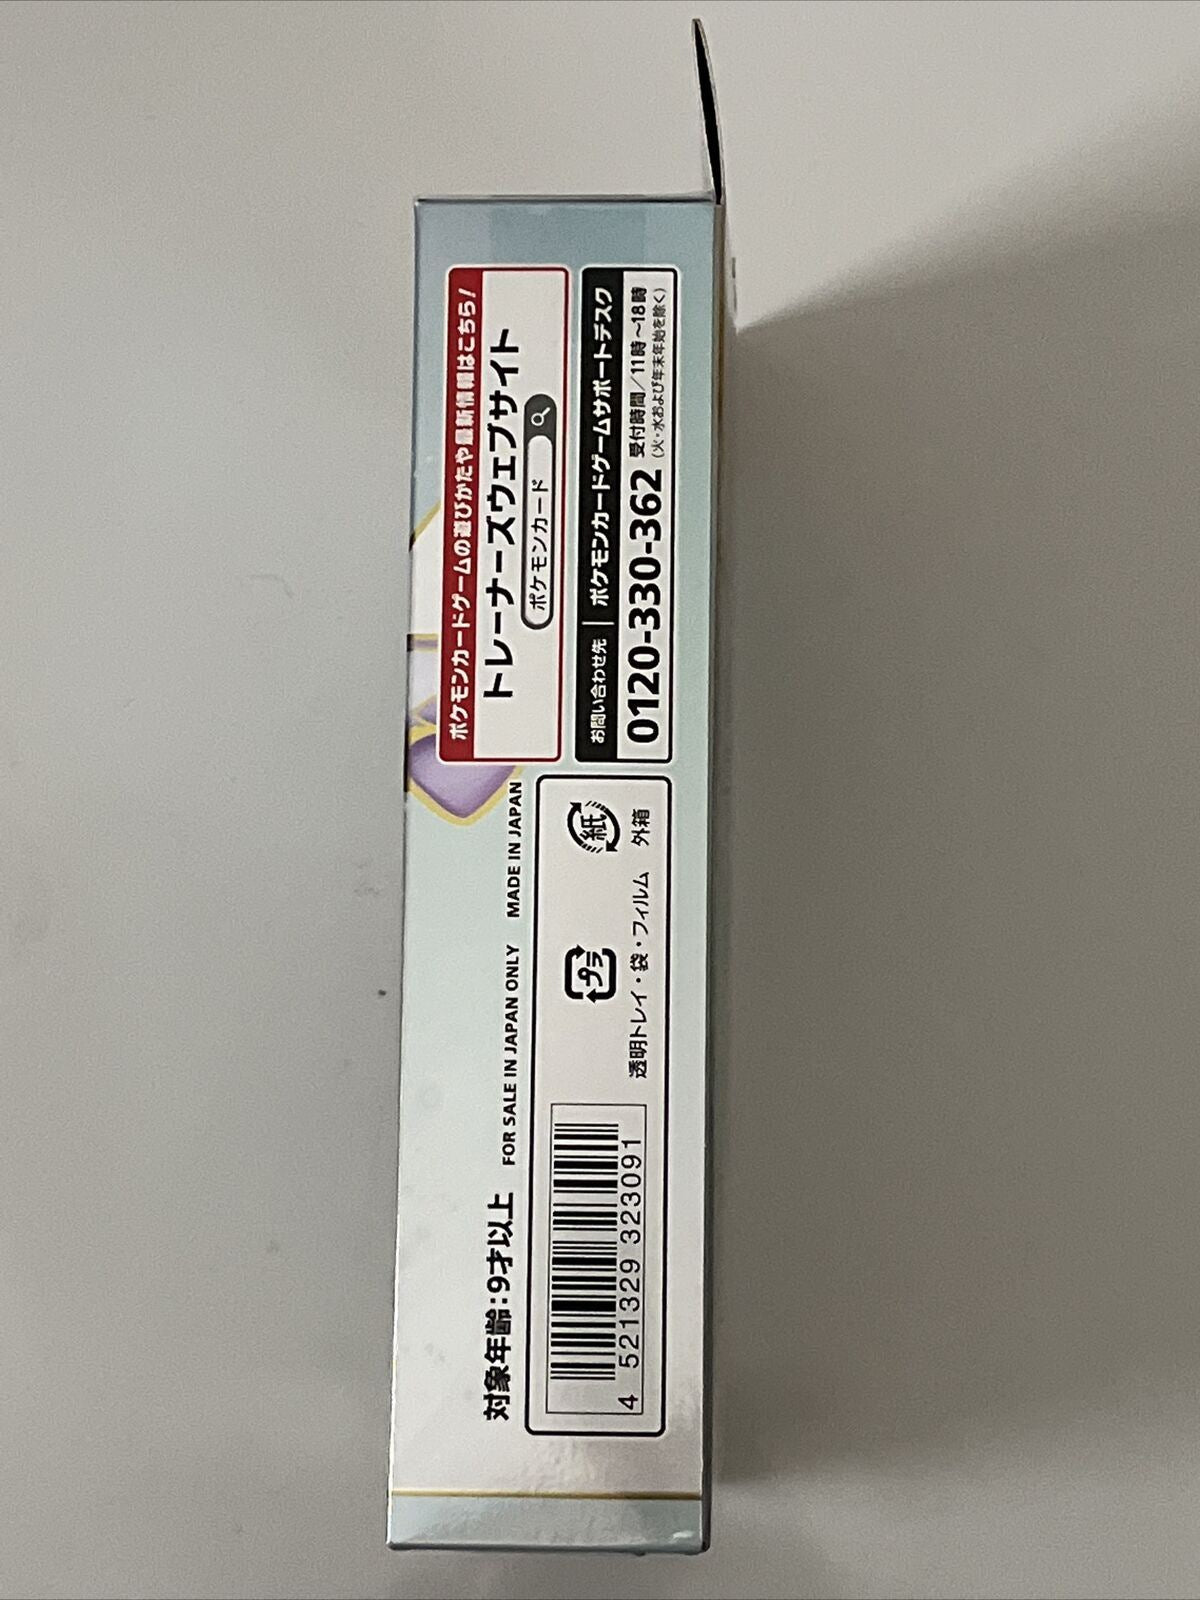 対象年齢：9才以上 FOR SALE IN JAPAN ONLY MADE IN JAPAN
4 521329 323091
プラ
透明トレイ・袋・フィルム
紙
外箱
ポケモンカードゲームの遊びかたや最新情報はこちら!
トレーナーズウェブサイト
ポケモンカード
お問い合わせ先 | ポケモンカードゲームサポートデスク
0120-330-362 受付時間／11時～18時
(火・水および年末年始を除く)